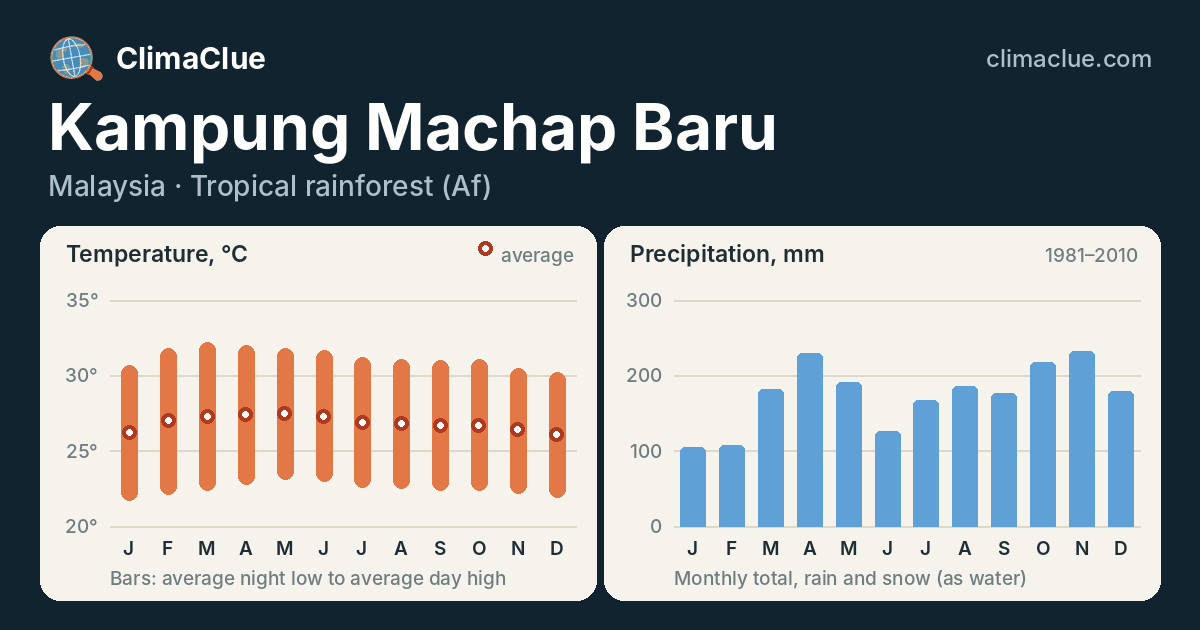 ClimaClue
climaclue.com
Kampung Machap Baru
Malaysia · Tropical rainforest (Af)
Temperature, °C
average
35°
30°
25°
20°
J F M A M J J A S O N D
Bars: average night low to average day high
Precipitation, mm
1981–2010
300
200
100
0
J F M A M J J A S O N D
Monthly total, rain and snow (as water)